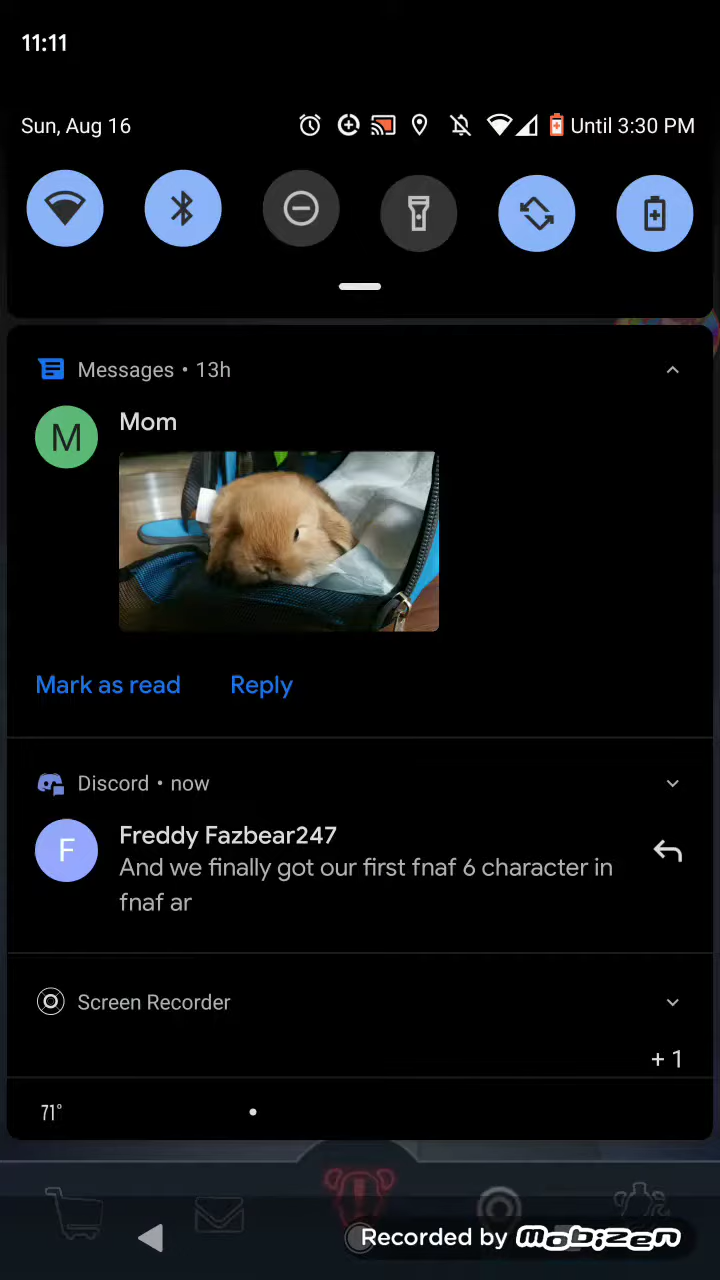 11:11
Sun, Aug 16 Until 3:30 PM
Messages • 13h
M Mom
Mark as read Reply
Discord • now
F Freddy Fazbear247
And we finally got our first fnaf 6 character in
fnaf ar
Screen Recorder
+ 1
71°
Recorded by mobizen